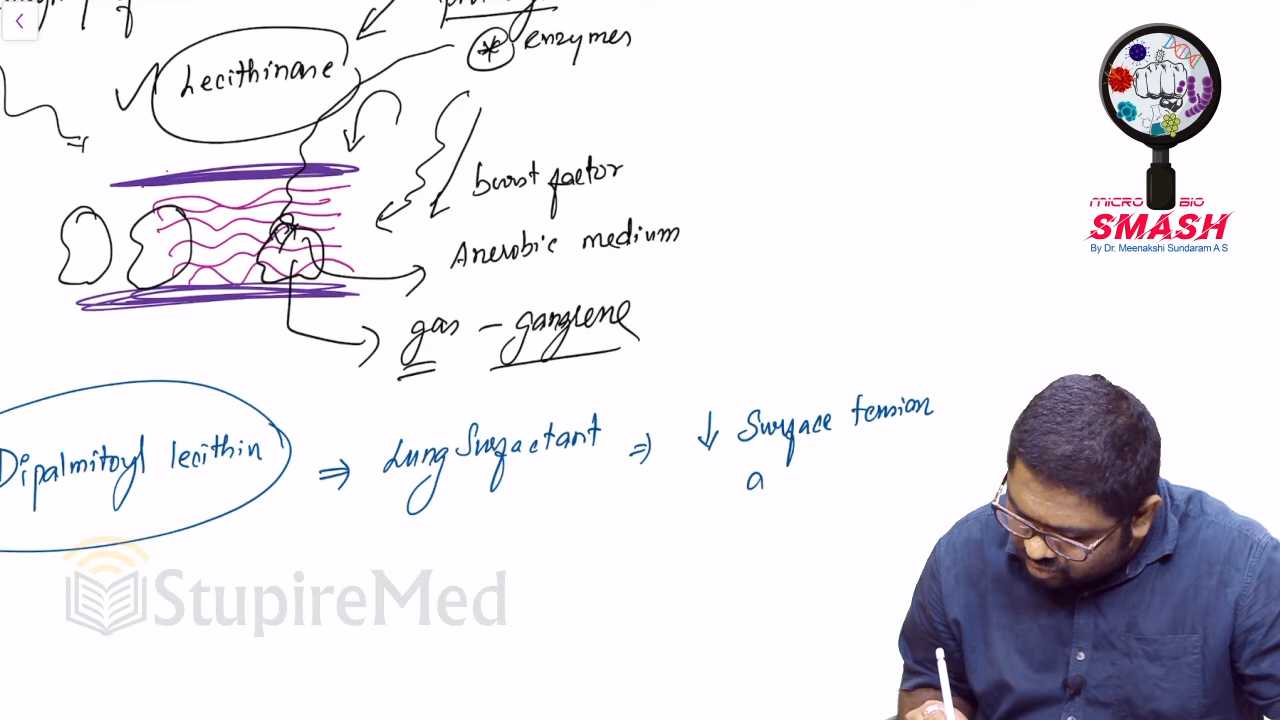 enzymes
Lecithinase
burst factor
Anerobic medium
gas - gangrene
Dipalmitoyl lecithin ⇒ Lung Surfactant ⇒ ↓ Surface tension
a
StupireMed
MICRO BIO
SMASH
By Dr. Meenakshi Sundaram A S